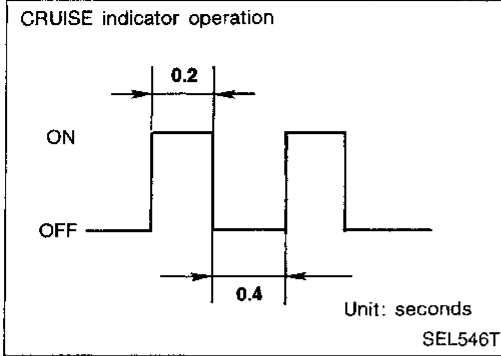 CRUISE indicator operation
0.2
ON
OFF
0.4
Unit: seconds
SEL546T